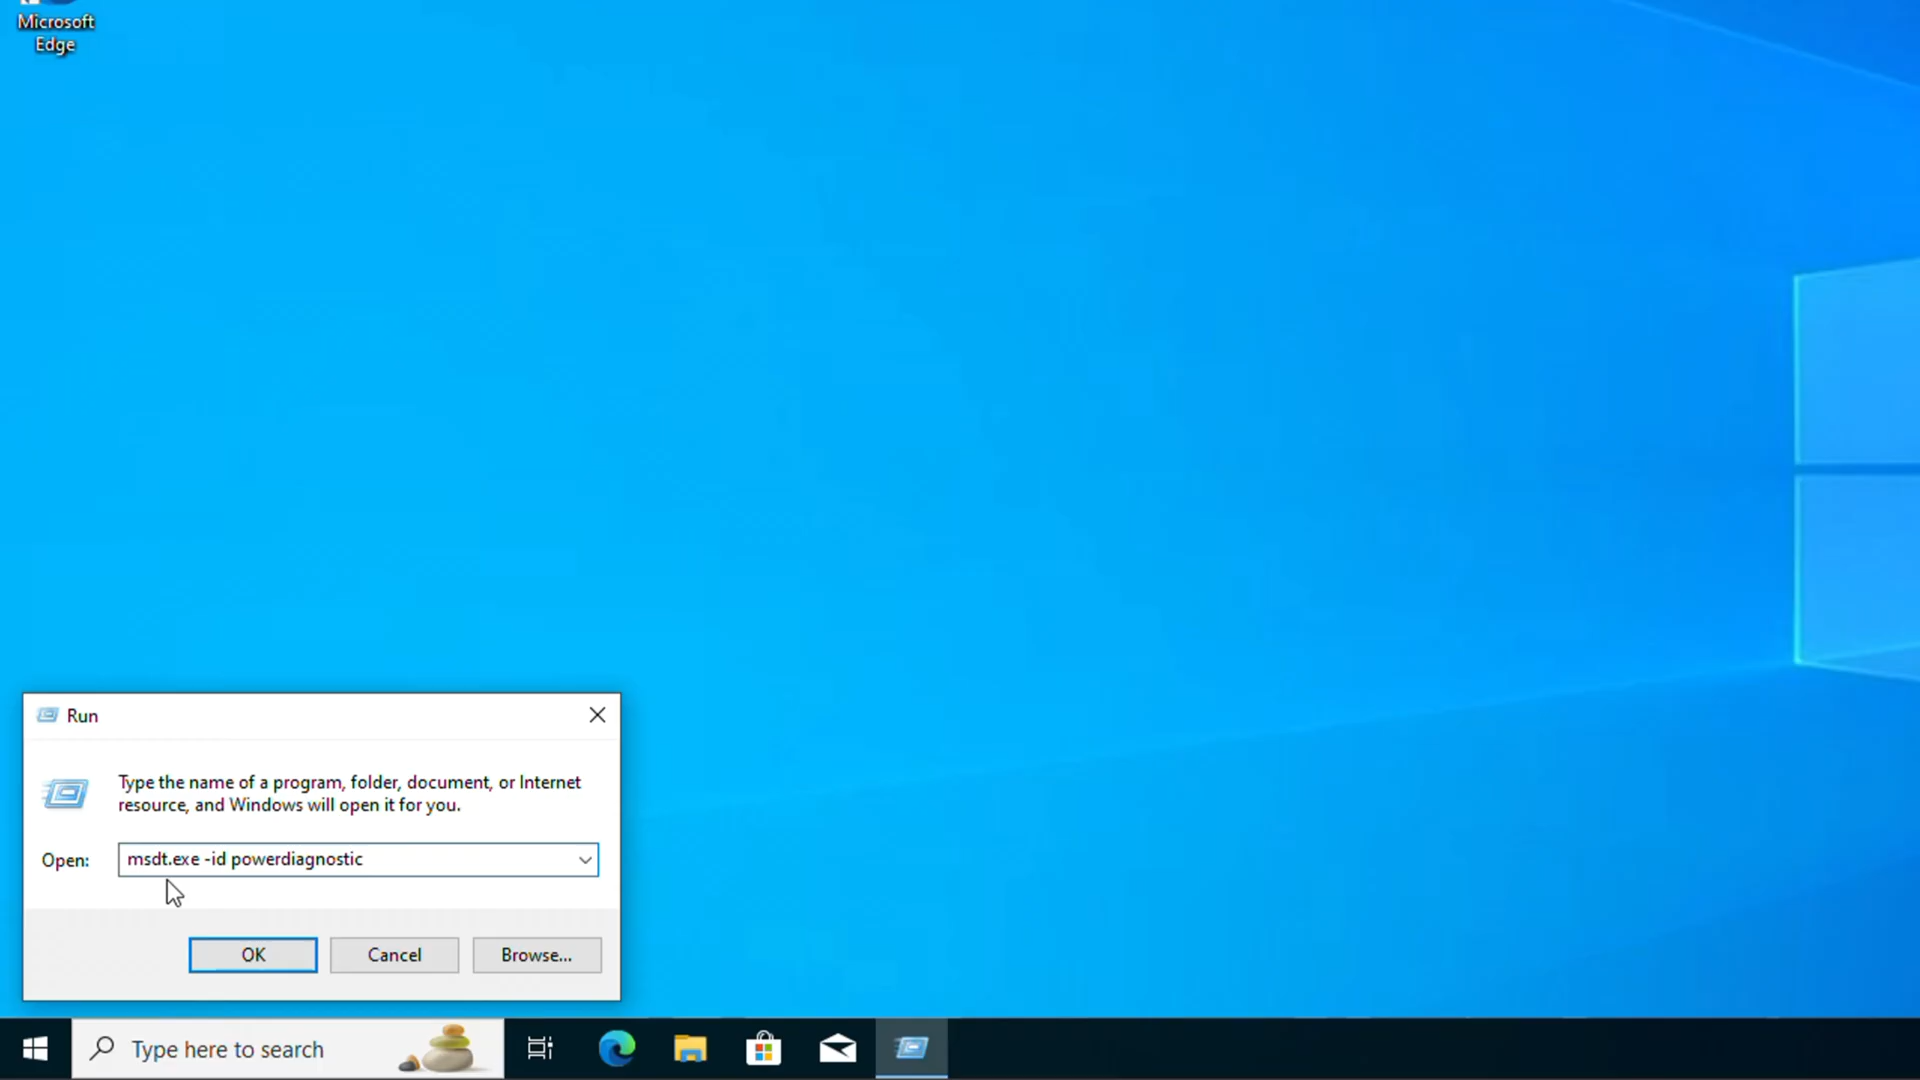 Microsoft
Edge
Run
Type the name of a program, folder, document, or Internet
resource, and Windows will open it for you.
Open:
msdt.exe -id powerdiagnostic
OK
Cancel
Browse...
Type here to search